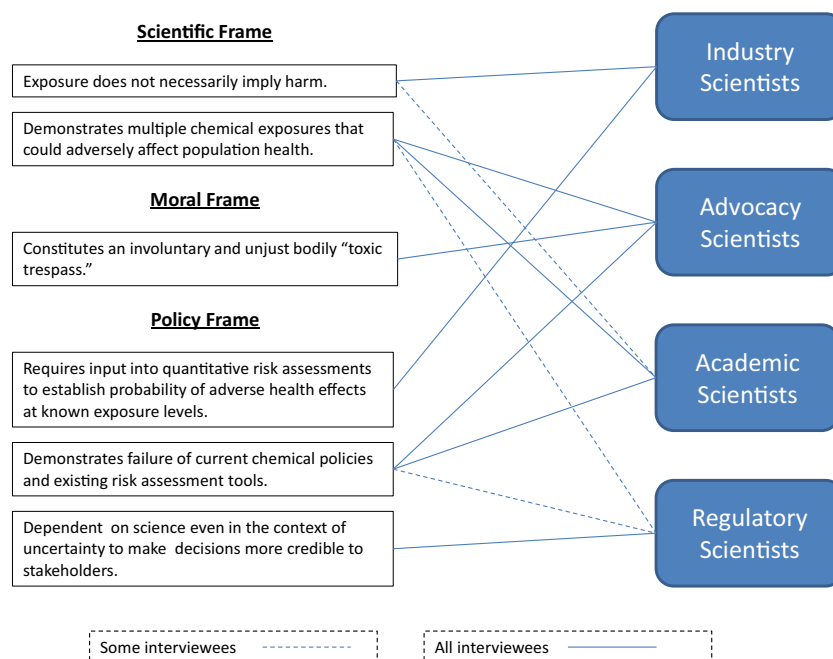 Scientific Frame
Exposure does not necessarily imply harm.
Demonstrates multiple chemical exposures that
could adversely affect population health.
Moral Frame
Constitutes an involuntary and unjust bodily “toxic
trespass.”
Policy Frame
Requires input into quantitative risk assessments
to establish probability of adverse health effects
at known exposure levels.
Demonstrates failure of current chemical policies
and existing risk assessment tools.
Dependent on science even in the context of
uncertainty to make decisions more credible to
stakeholders.
Industry
Scientists
Advocacy
Scientists
Academic
Scientists
Regulatory
Scientists
Some interviewees
All interviewees